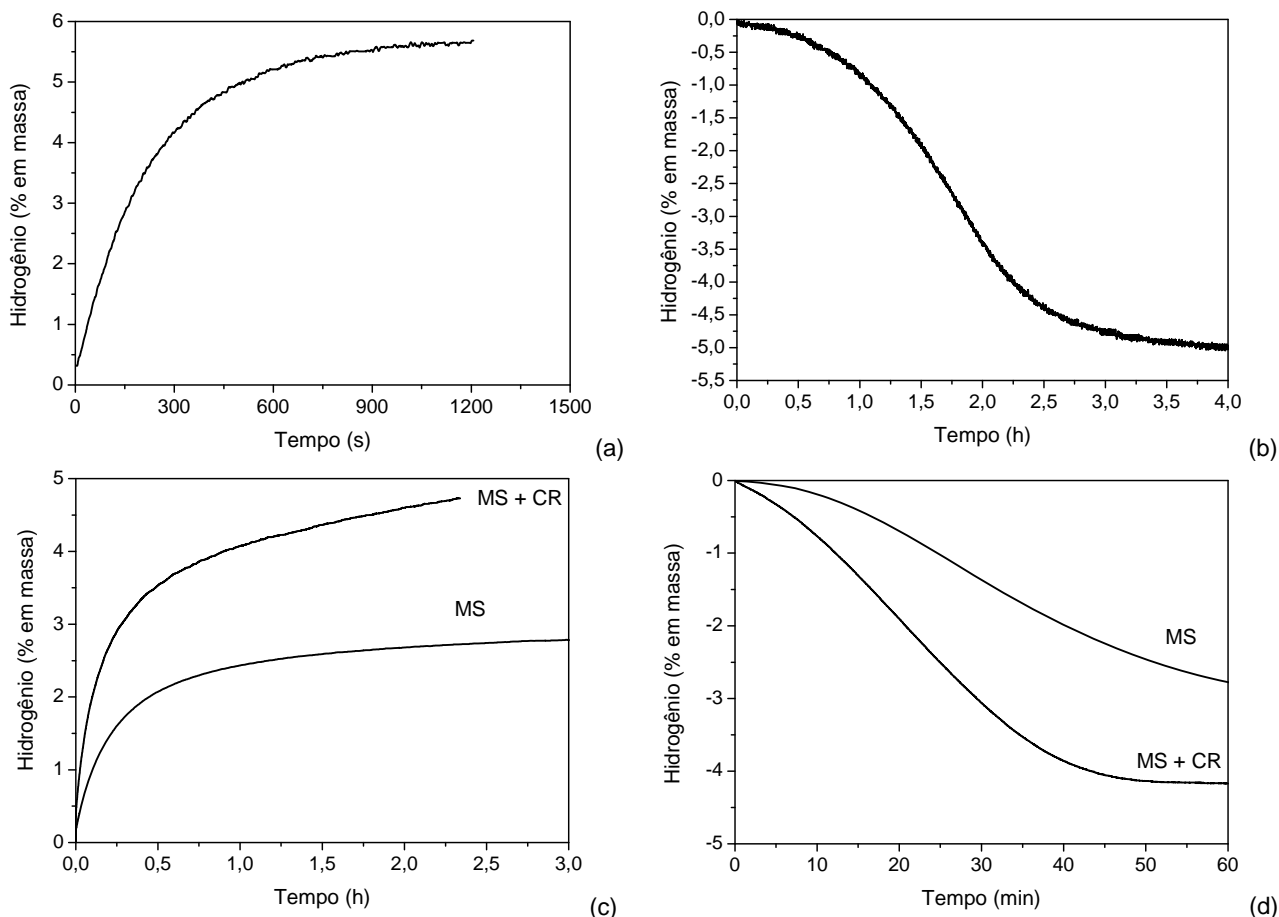 Hidrogênio (% em massa)
6
5
4
3
2
1
0
0 300 600 900 1200 1500
Tempo (s)
(a)
Hidrogênio (% em massa)
0,0
-0,5
-1,0
-1,5
-2,0
-2,5
-3,0
-3,5
-4,0
-4,5
-5,0
-5,5
0,0 0,5 1,0 1,5 2,0 2,5 3,0 3,5 4,0
Tempo (h)
(b)
Hidrogênio (% em massa)
5
4
3
2
1
0
MS + CR
MS
0,0 0,5 1,0 1,5 2,0 2,5 3,0
Tempo (h)
(c)
Hidrogênio (% em massa)
0
-1
-2
-3
-4
-5
MS
MS + CR
0 10 20 30 40 50 60
Tempo (min)
(d)